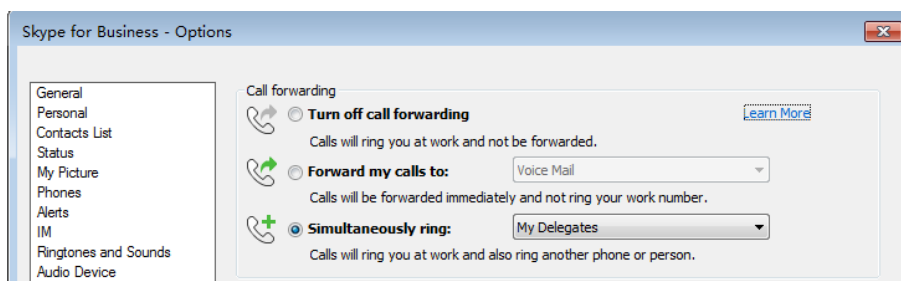 Skype for Business - Options
General
Personal
Contacts List
Status
My Picture
Phones
Alerts
IM
Ringtones and Sounds
Audio Device
Call forwarding
Turn off call forwarding
Learn More
Calls will ring you at work and not be forwarded.
Forward my calls to:
Voice Mail
Calls will be forwarded immediately and not ring your work number.
Simultaneously ring:
My Delegates
Calls will ring you at work and also ring another phone or person.